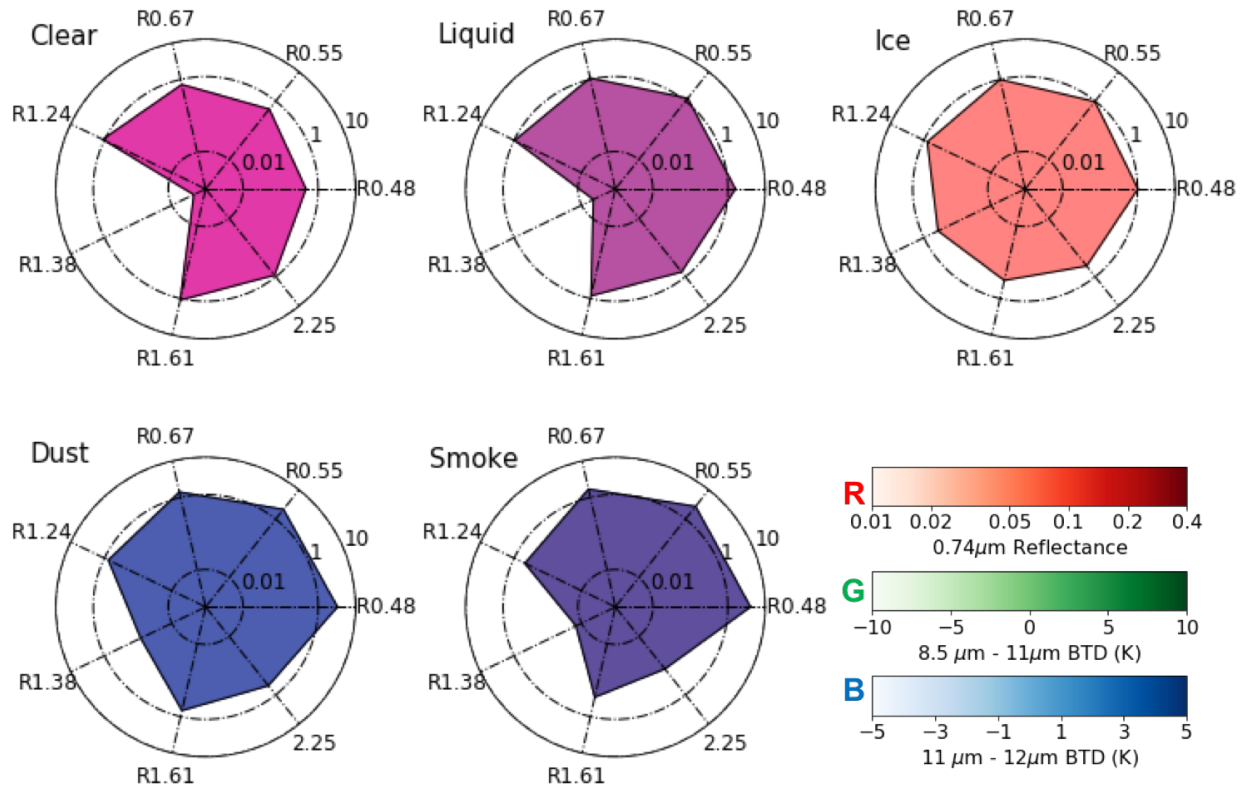 Clear
R0.67
R0.55
R1.24
10
1
0.01
R0.48
R1.38
2.25
R1.61
Liquid
R0.67
R0.55
R1.24
10
1
0.01
R0.48
R1.38
2.25
R1.61
Ice
R0.67
R0.55
R1.24
10
1
0.01
R0.48
R1.38
2.25
R1.61
Dust
R0.67
R0.55
R1.24
10
1
0.01
R0.48
R1.38
2.25
R1.61
Smoke
R0.67
R0.55
R1.24
10
1
0.01
R0.48
R1.38
2.25
R1.61
R
0.01 0.02 0.05 0.1 0.2 0.4
0.74μm Reflectance
G
−10 −5 0 5 10
8.5 μm - 11μm BTD (K)
B
−5 −3 −1 1 3 5
11 μm - 12μm BTD (K)